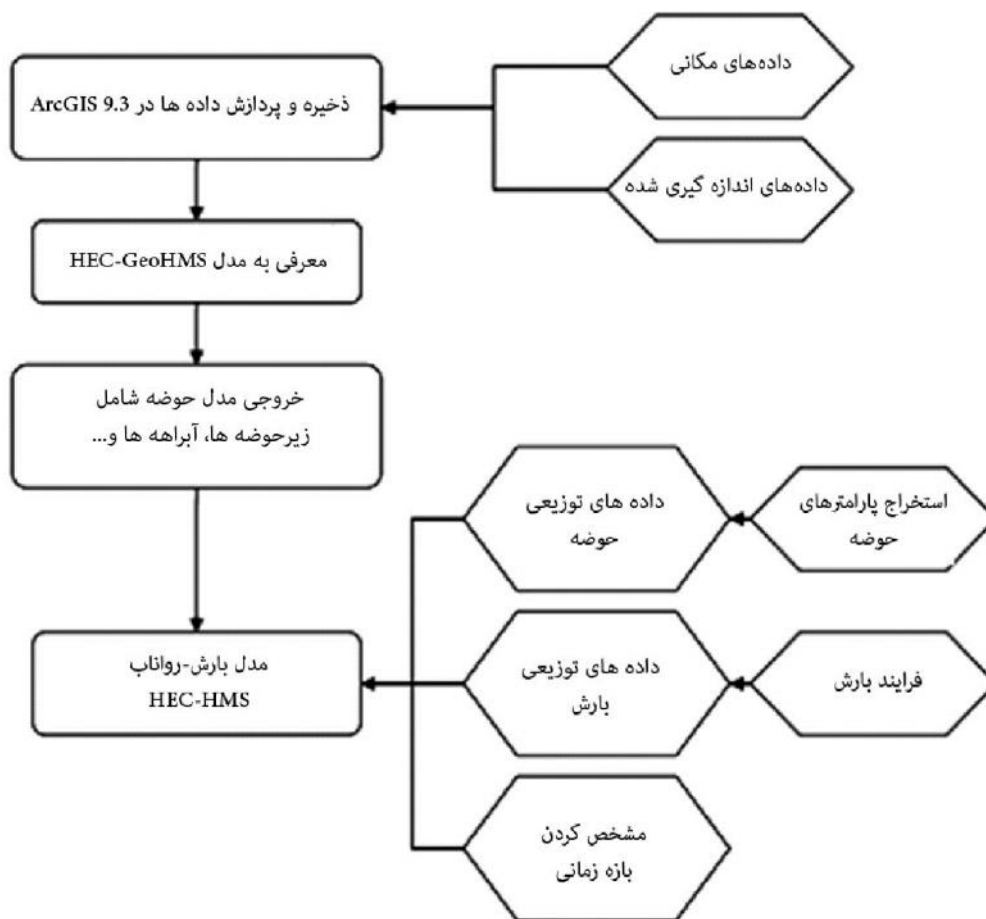 داده‌های مکانی
ذخیره و پردازش داده ها در ArcGIS 9.3
داده‌های اندازه گیری شده
معرفی به مدل HEC-GeoHMS
خروجی مدل حوضه شامل
زیرحوضه ها، آبراهه ها و...
استخراج پارامترهای
حوضه
داده های توزیعی
حوضه
فرایند بارش
داده های توزیعی
بارش
مدل بارش-رواناب
HEC-HMS
مشخص کردن
بازه زمانی